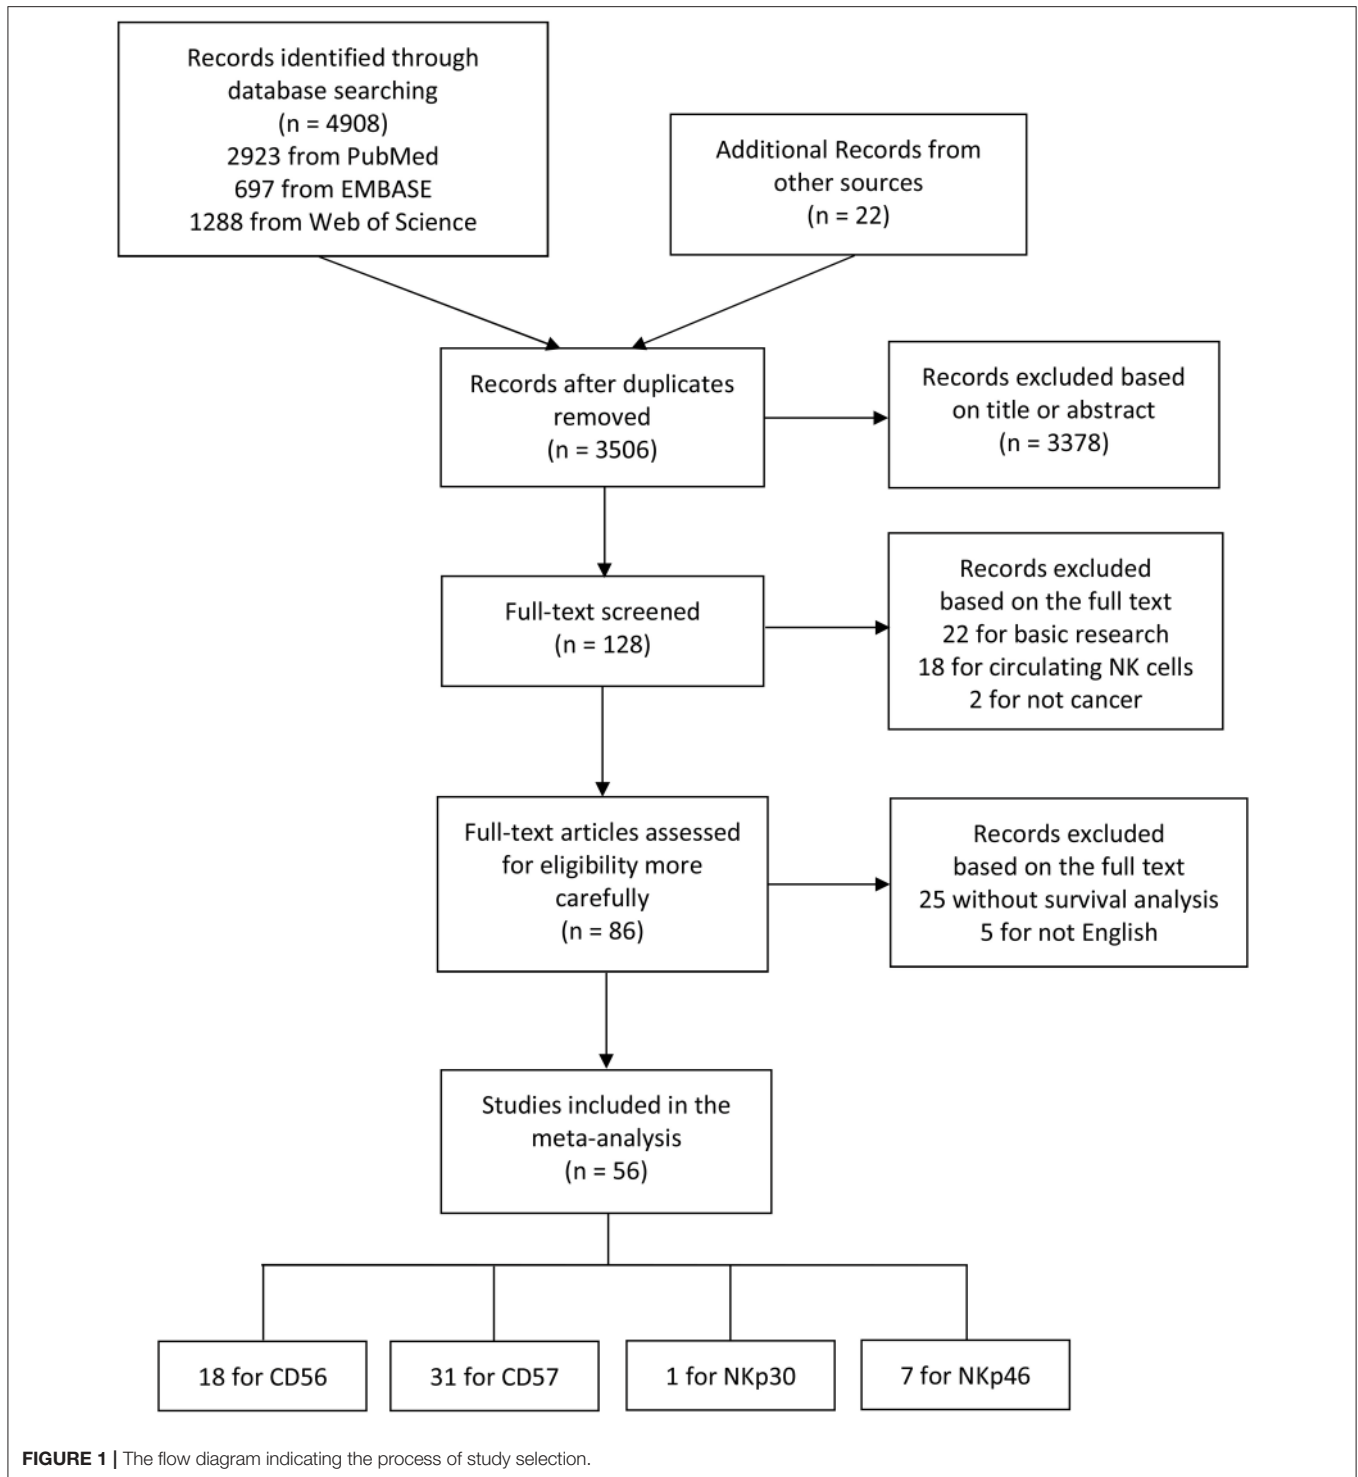 Records identified through
database searching
(n = 4908)
2923 from PubMed
697 from EMBASE
1288 from Web of Science
Additional Records from
other sources
(n = 22)
Records after duplicates
removed
(n = 3506)
Records excluded based
on title or abstract
(n = 3378)
Full-text screened
(n = 128)
Records excluded
based on the full text
22 for basic research
18 for circulating NK cells
2 for not cancer
Full-text articles assessed
for eligibility more
carefully
(n = 86)
Records excluded
based on the full text
25 without survival analysis
5 for not English
Studies included in the
meta-analysis
(n = 56)
18 for CD56
31 for CD57
1 for NKp30
7 for NKp46
FIGURE 1 | The flow diagram indicating the process of study selection.